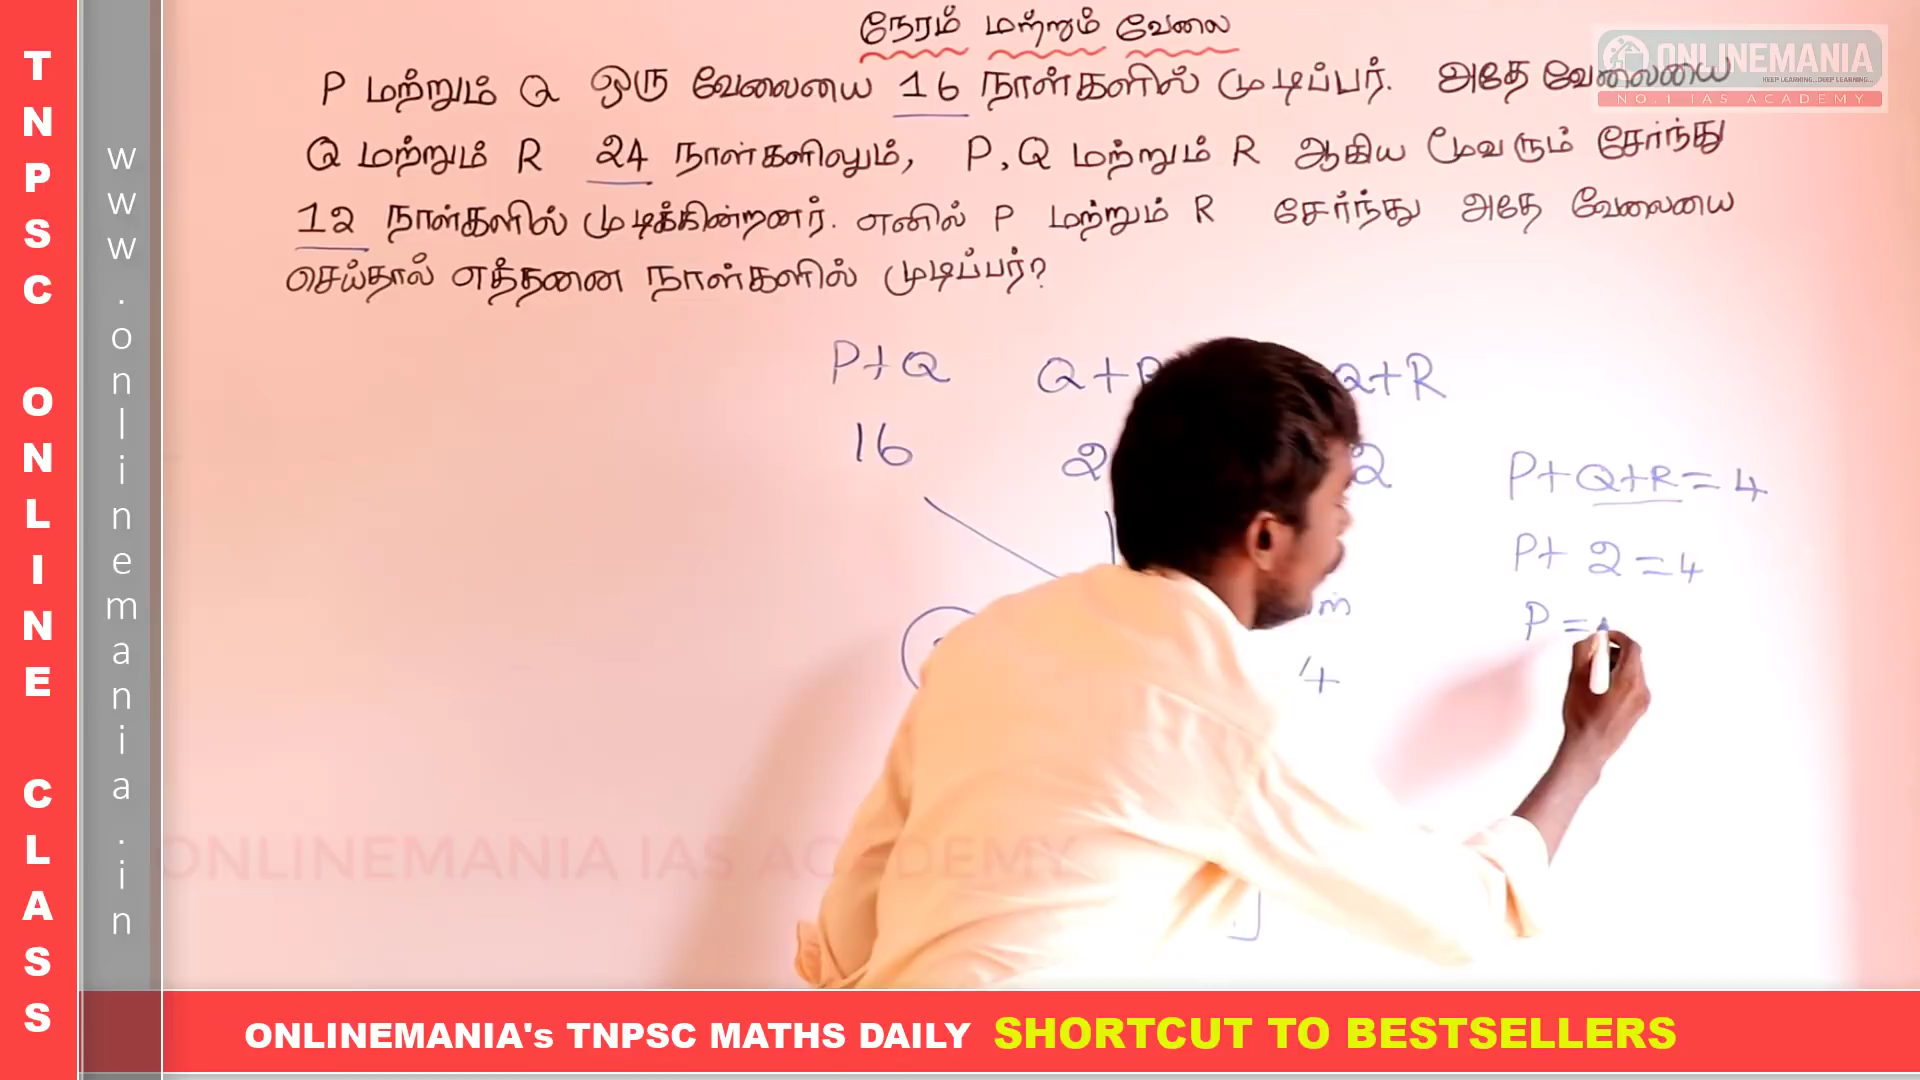 TNPSC ONLINE CLASS
www.onlinemania.in
ONLINEMANIA
NO.1 IAS ACADEMY
நேரம் மற்றும் வேலை
P மற்றும் Q ஒரு வேலையை 16 நாள்களில் முடிப்பர். அதே வேலையை
Q மற்றும் R 24 நாள்களிலும், P, Q மற்றும் R ஆகிய மூவரும் சேர்ந்து
12 நாள்களில் முடிக்கின்றனர். எனில் P மற்றும் R சேர்ந்து அதே வேலையை
செய்தால் எத்தனை நாள்களில் முடிப்பர்?
P+Q Q+R Q+R
16 2 2
P+Q+R=4
P+ 2=4
P =
4
ONLINEMANIA IAS ACADEMY
ONLINEMANIA's TNPSC MATHS DAILY SHORTCUT TO BESTSELLERS